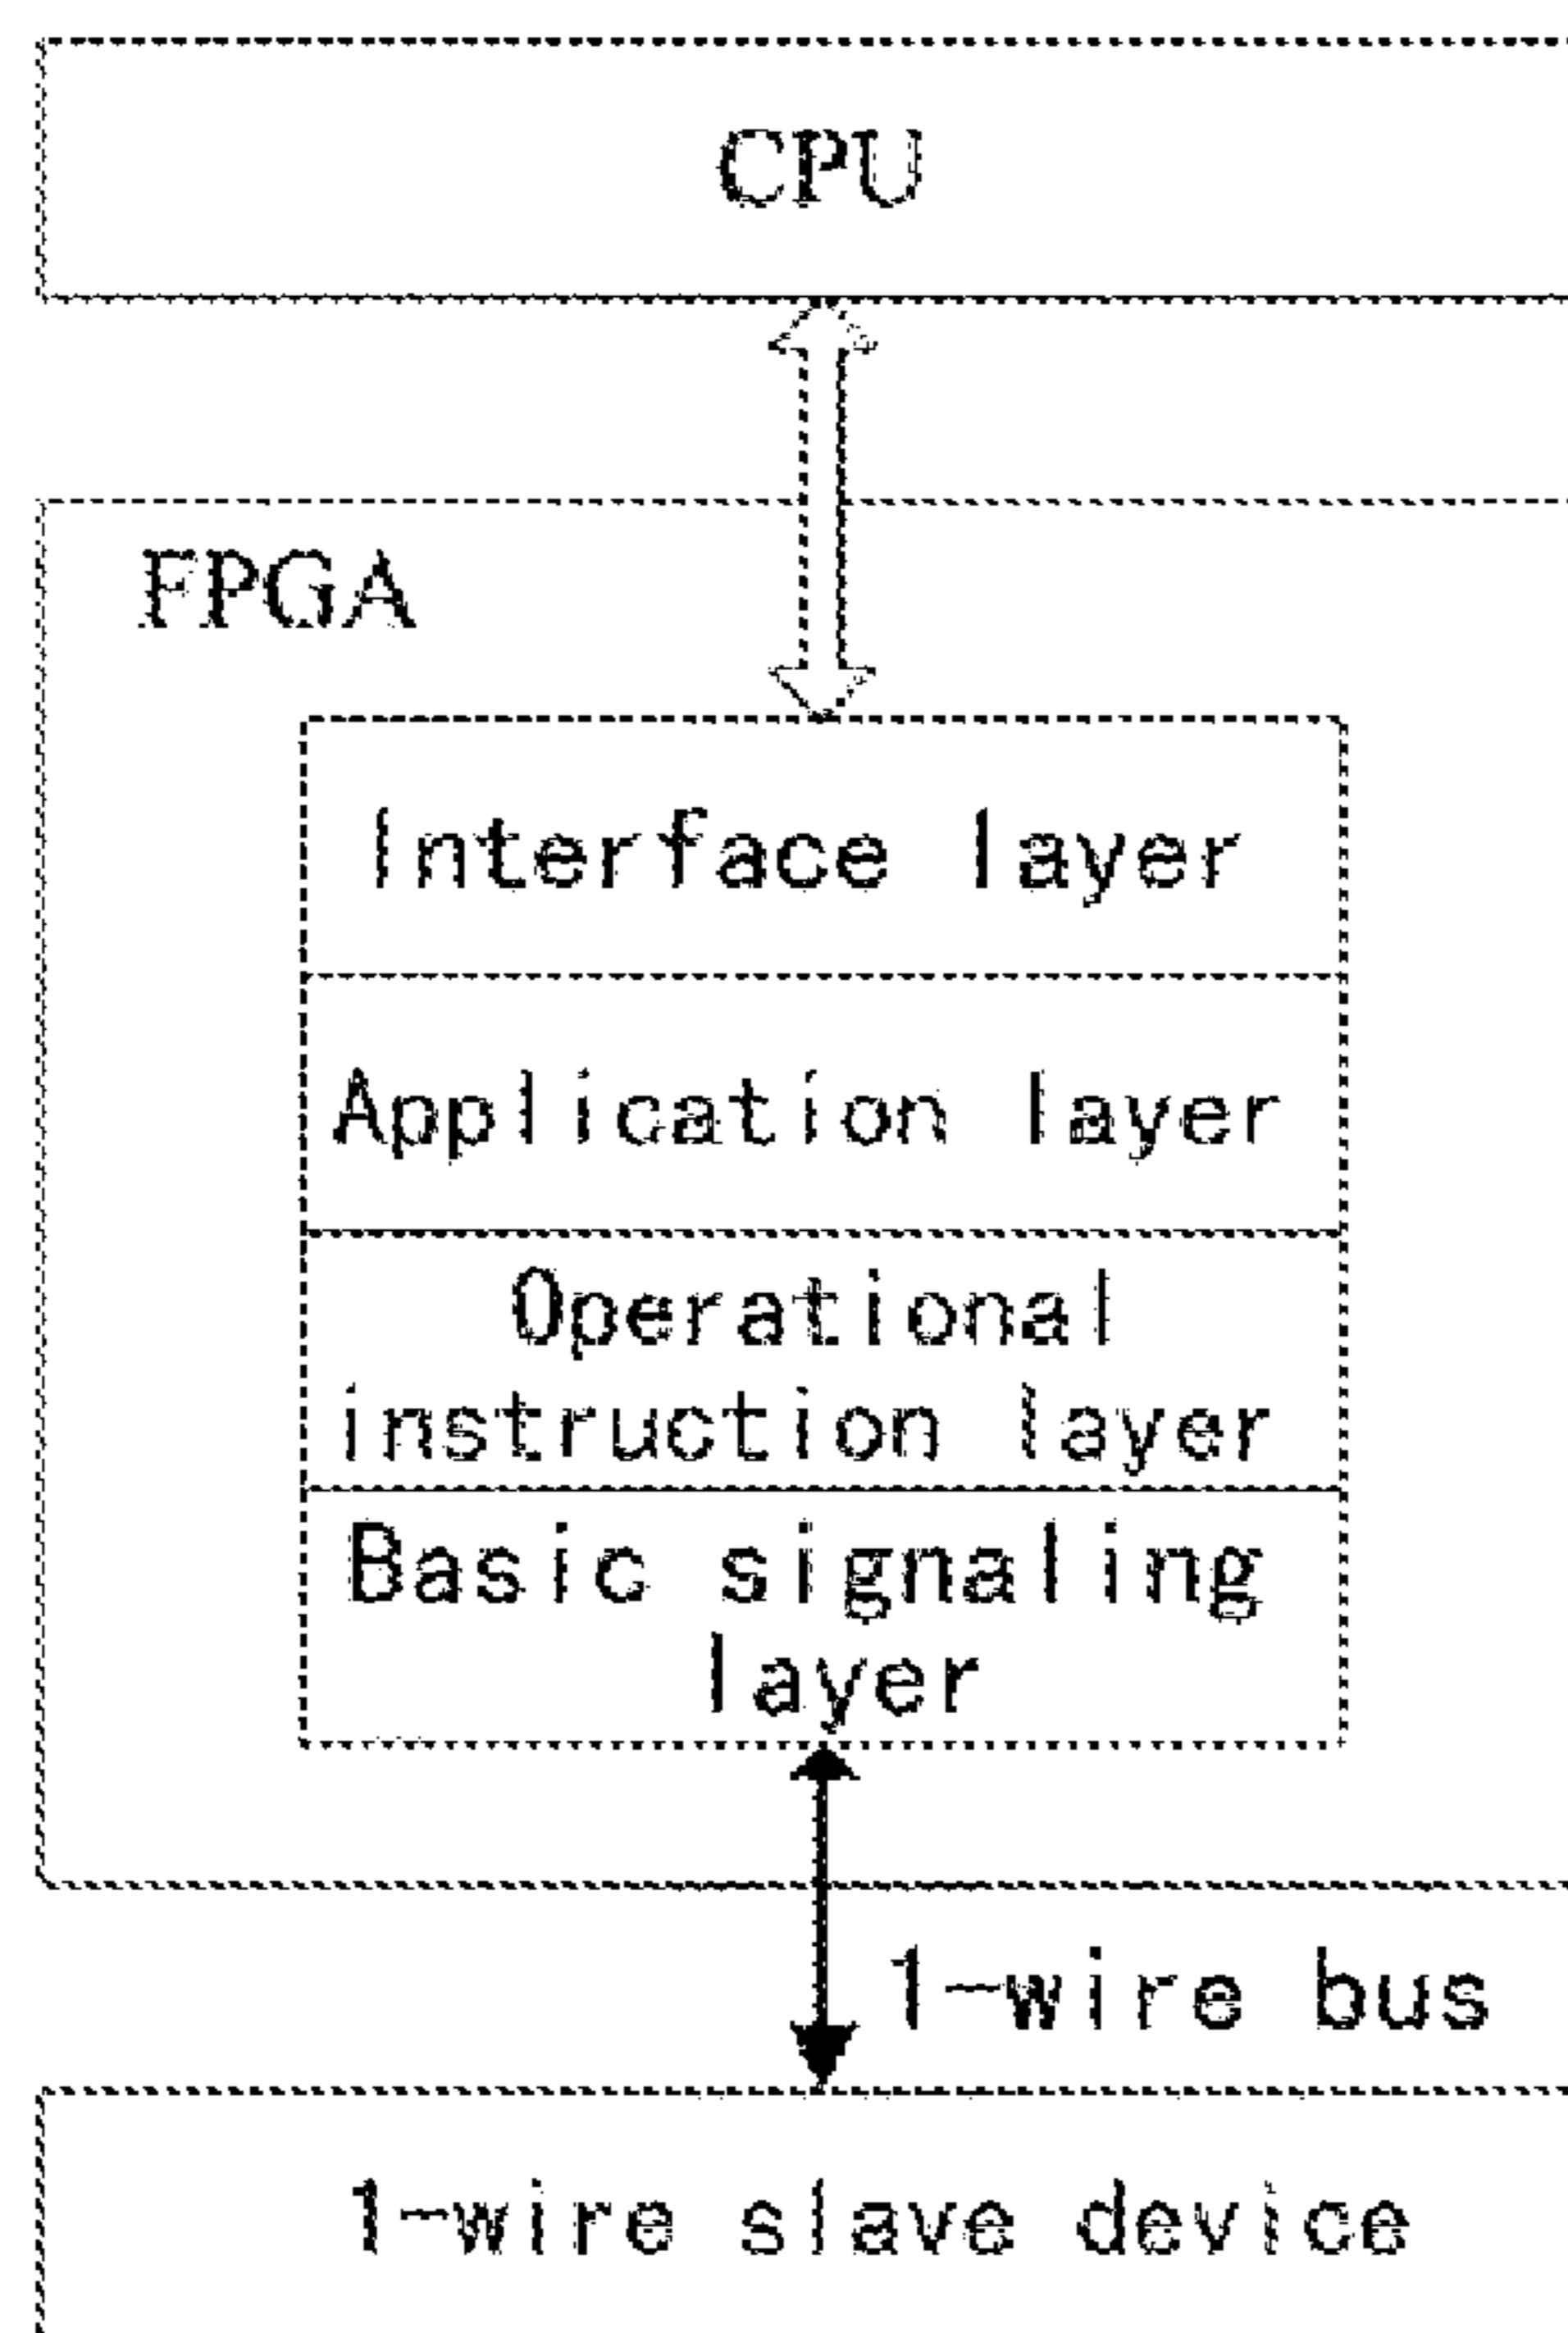 CPU
FPGA
Interface layer
Application layer
Operational
instruction layer
Basic signaling
layer
1-wire bus
1-wire slave device